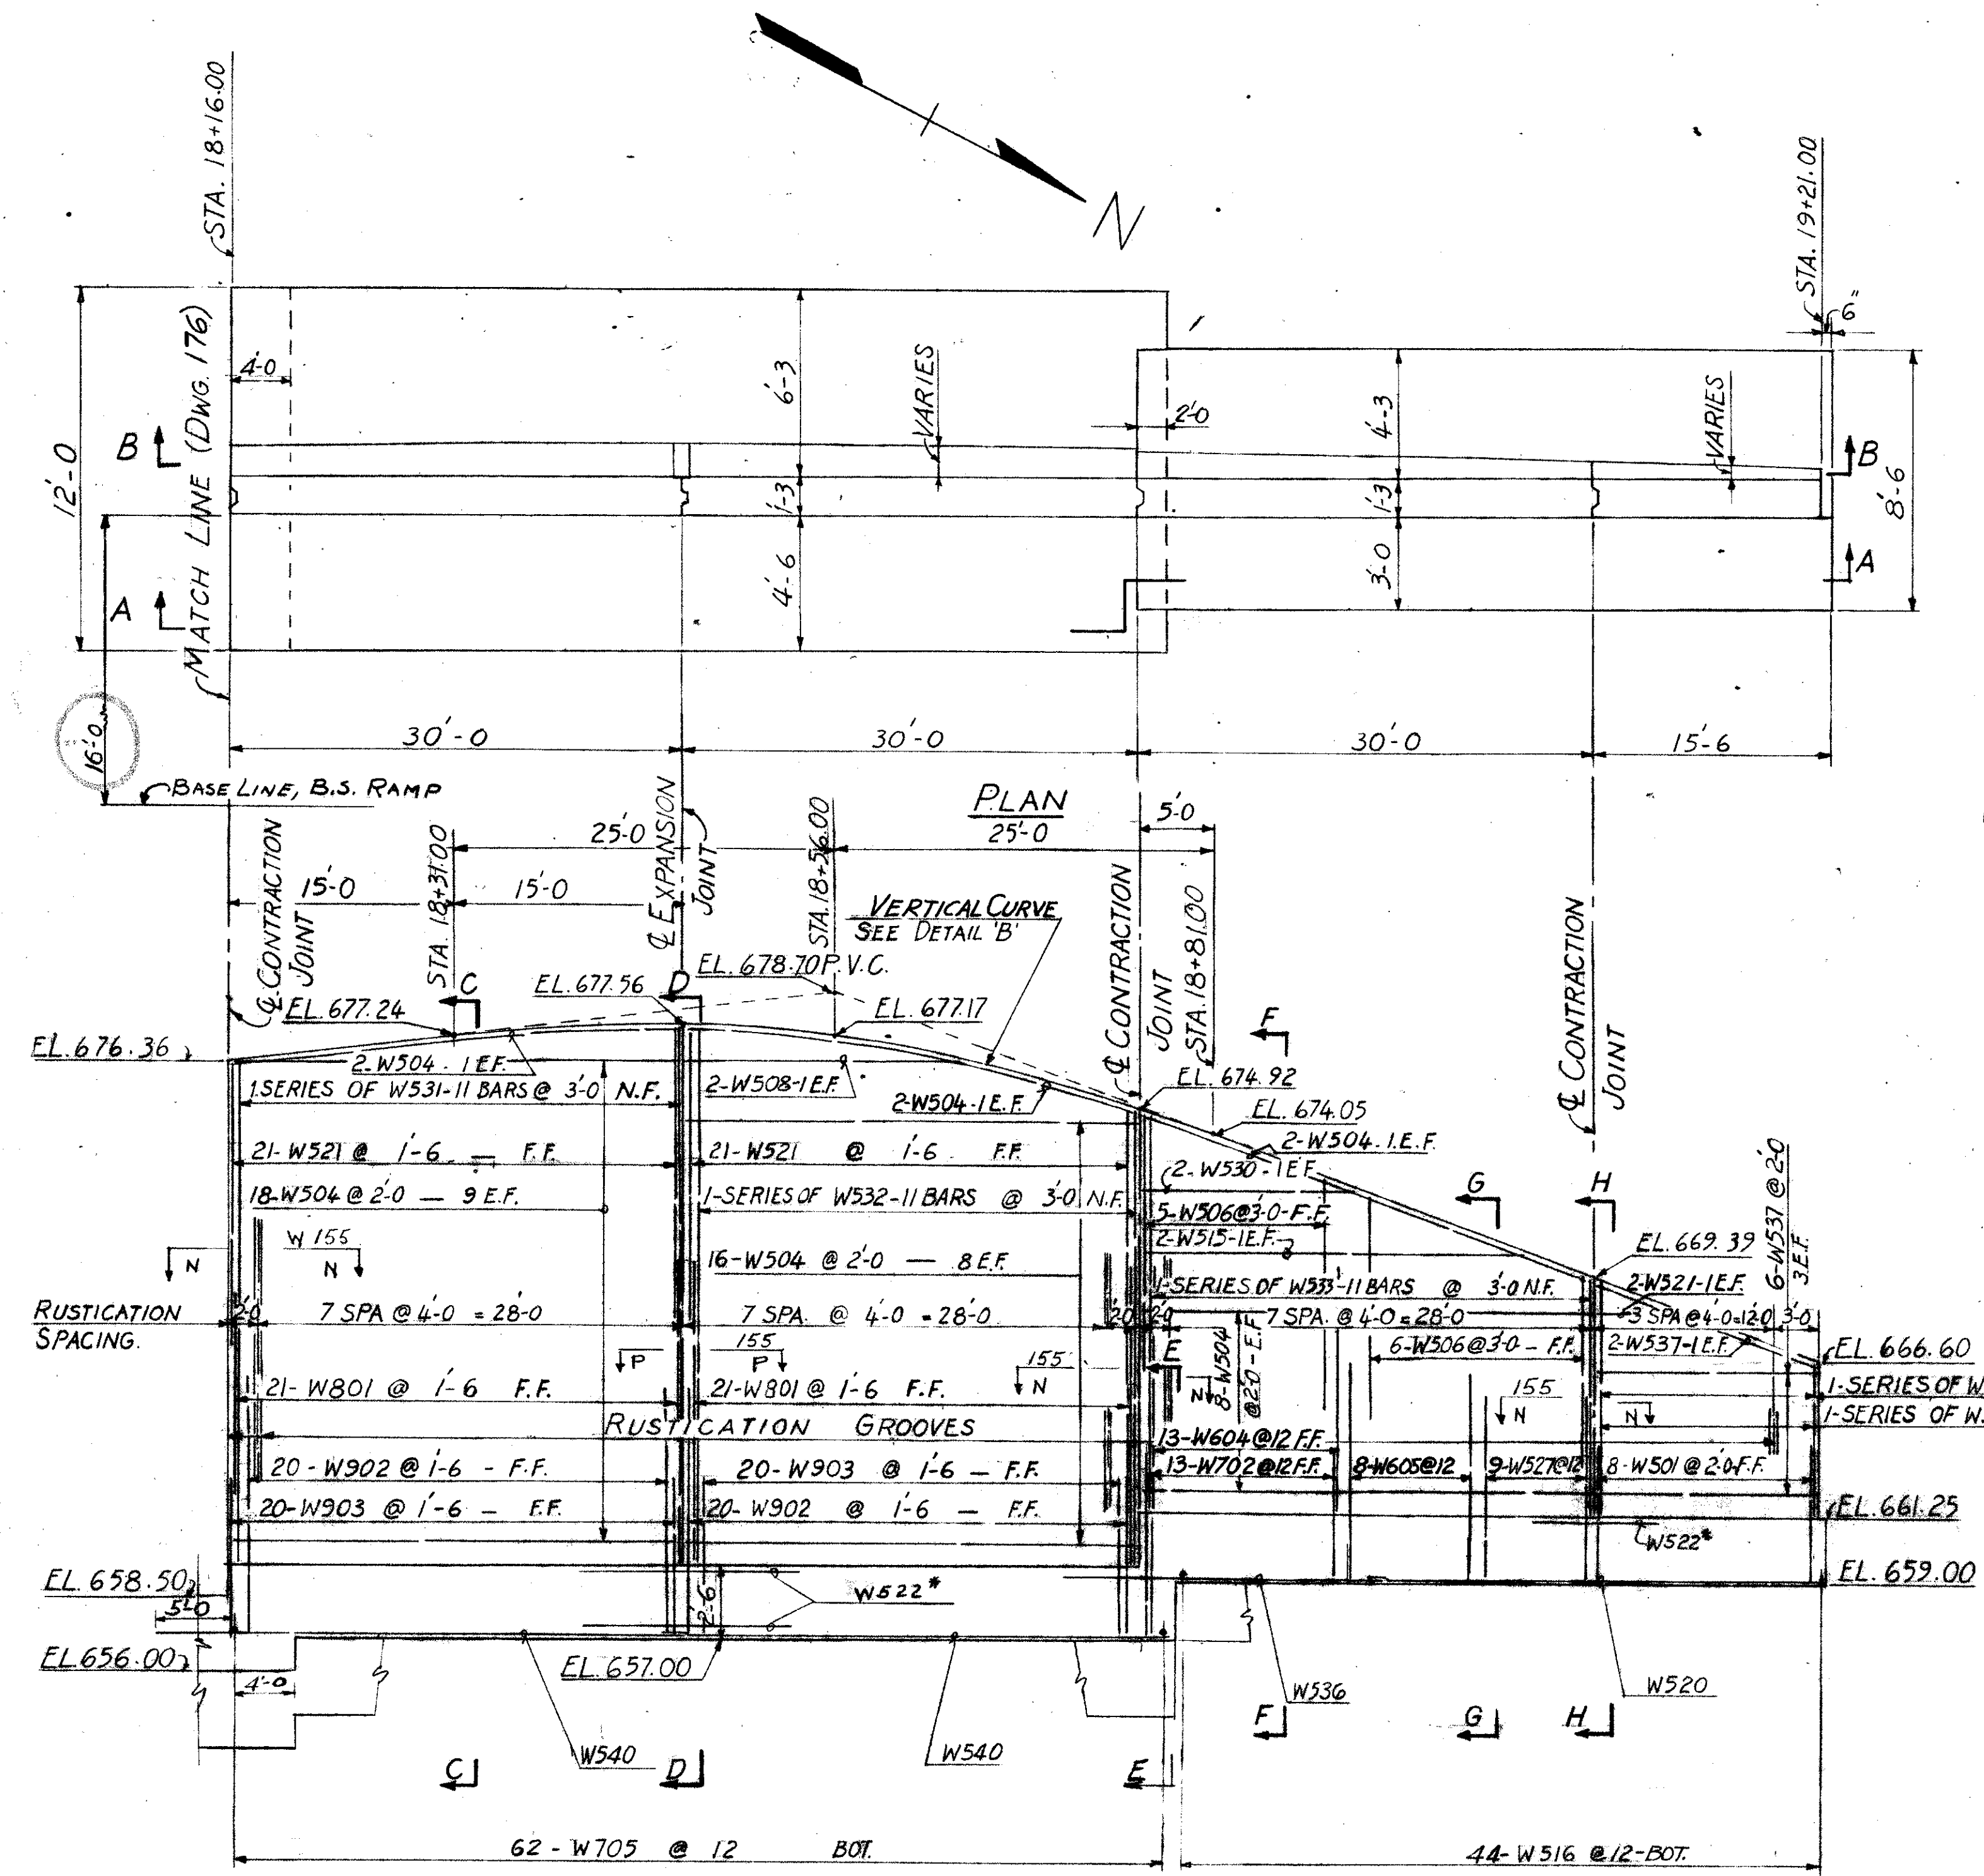 STA. 18+16.00
MATCH LINE (DWG. 176)
N
STA. 19+21.00
6"
12'-0
4'-0
6'-3
VARIES
2'-0
4'-3
VARIES
B
B
8'-6
1'-3
1'-3
4'-6
3'-0
A
A
16'-0
30'-0
30'-0
30'-0
15'-6
BASE LINE, B.S. RAMP
PLAN
℄ CONTRACTION JOINT
STA. 18+31.00
25'-0
℄ EXPANSION JOINT
STA. 18+56.00
25'-0
5'-0
15'-0
15'-0
VERTICAL CURVE
SEE DETAIL 'B'
℄ CONTRACTION JOINT
STA. 18+81.00
℄ CONTRACTION JOINT
EL. 678.70 P.V.C.
EL. 677.56
C
D
EL. 677.24
EL. 677.17
F
EL. 676.36
2-W504-1 E.F.
1 SERIES OF W531-11 BARS @ 3'-0 N.F.
2-W508-1 E.F.
2-W504-1 E.F.
EL. 674.92
EL. 674.05
2-W504-1.E.F.
21-W521 @ 1'-6 = F.F.
21-W521 @ 1'-6 F.F.
2-W530-1 E.F.
18-W504 @ 2'-0 — 9 E.F.
1-SERIES OF W532-11 BARS @ 3'-0 N.F.
G
H
5-W506@3'-0-F.F.
2-W515-1E.F.
6-W537 @ 2'-0
3.E.F.
W 155
N
N
16-W504 @ 2'-0 — 8 E.F.
EL. 669.39
1-SERIES OF W533-11 BARS @ 3'-0 N.F.
2-W521-1E.F.
RUSTICATION
SPACING.
2'-0
7 SPA @ 4'-0 = 28'-0
7 SPA. @ 4'-0 = 28'-0
2'-0
2'-0
7 SPA. @ 4'-0 = 28'-0
3 SPA @ 4'-0=12'-0
3'-0
6-W506@3'-0 - F.F.
2-W537-1 E.F.
EL. 666.60
155
P
P
155
N
E
N
8-W504
@2'-0-E.F.
155
N
N
21-W801 @ 1'-6 F.F.
21-W801 @ 1'-6 F.F.
1-SERIES OF W
1-SERIES OF W.
RUSTICATION GROOVES
13-W604@12 F.F.
20-W902 @ 1'-6 - F.F.
20-W903 @ 1'-6 — F.F.
13-W702@12F.F.
8-W605@12
9-W527@12
8-W501 @ 2'-0-F.F.
20-W903 @ 1'-6 - F.F.
20-W902 @ 1'-6 — F.F.
EL. 661.25
W522*
EL. 658.50
5'-0
2'-6
W522*
EL. 659.00
EL. 656.00
4'-0
EL. 657.00
W536
W520
F
G
H
W540
W540
C
D
E
62 - W705 @ 12 BOT.
44-W516 @12-BOT.